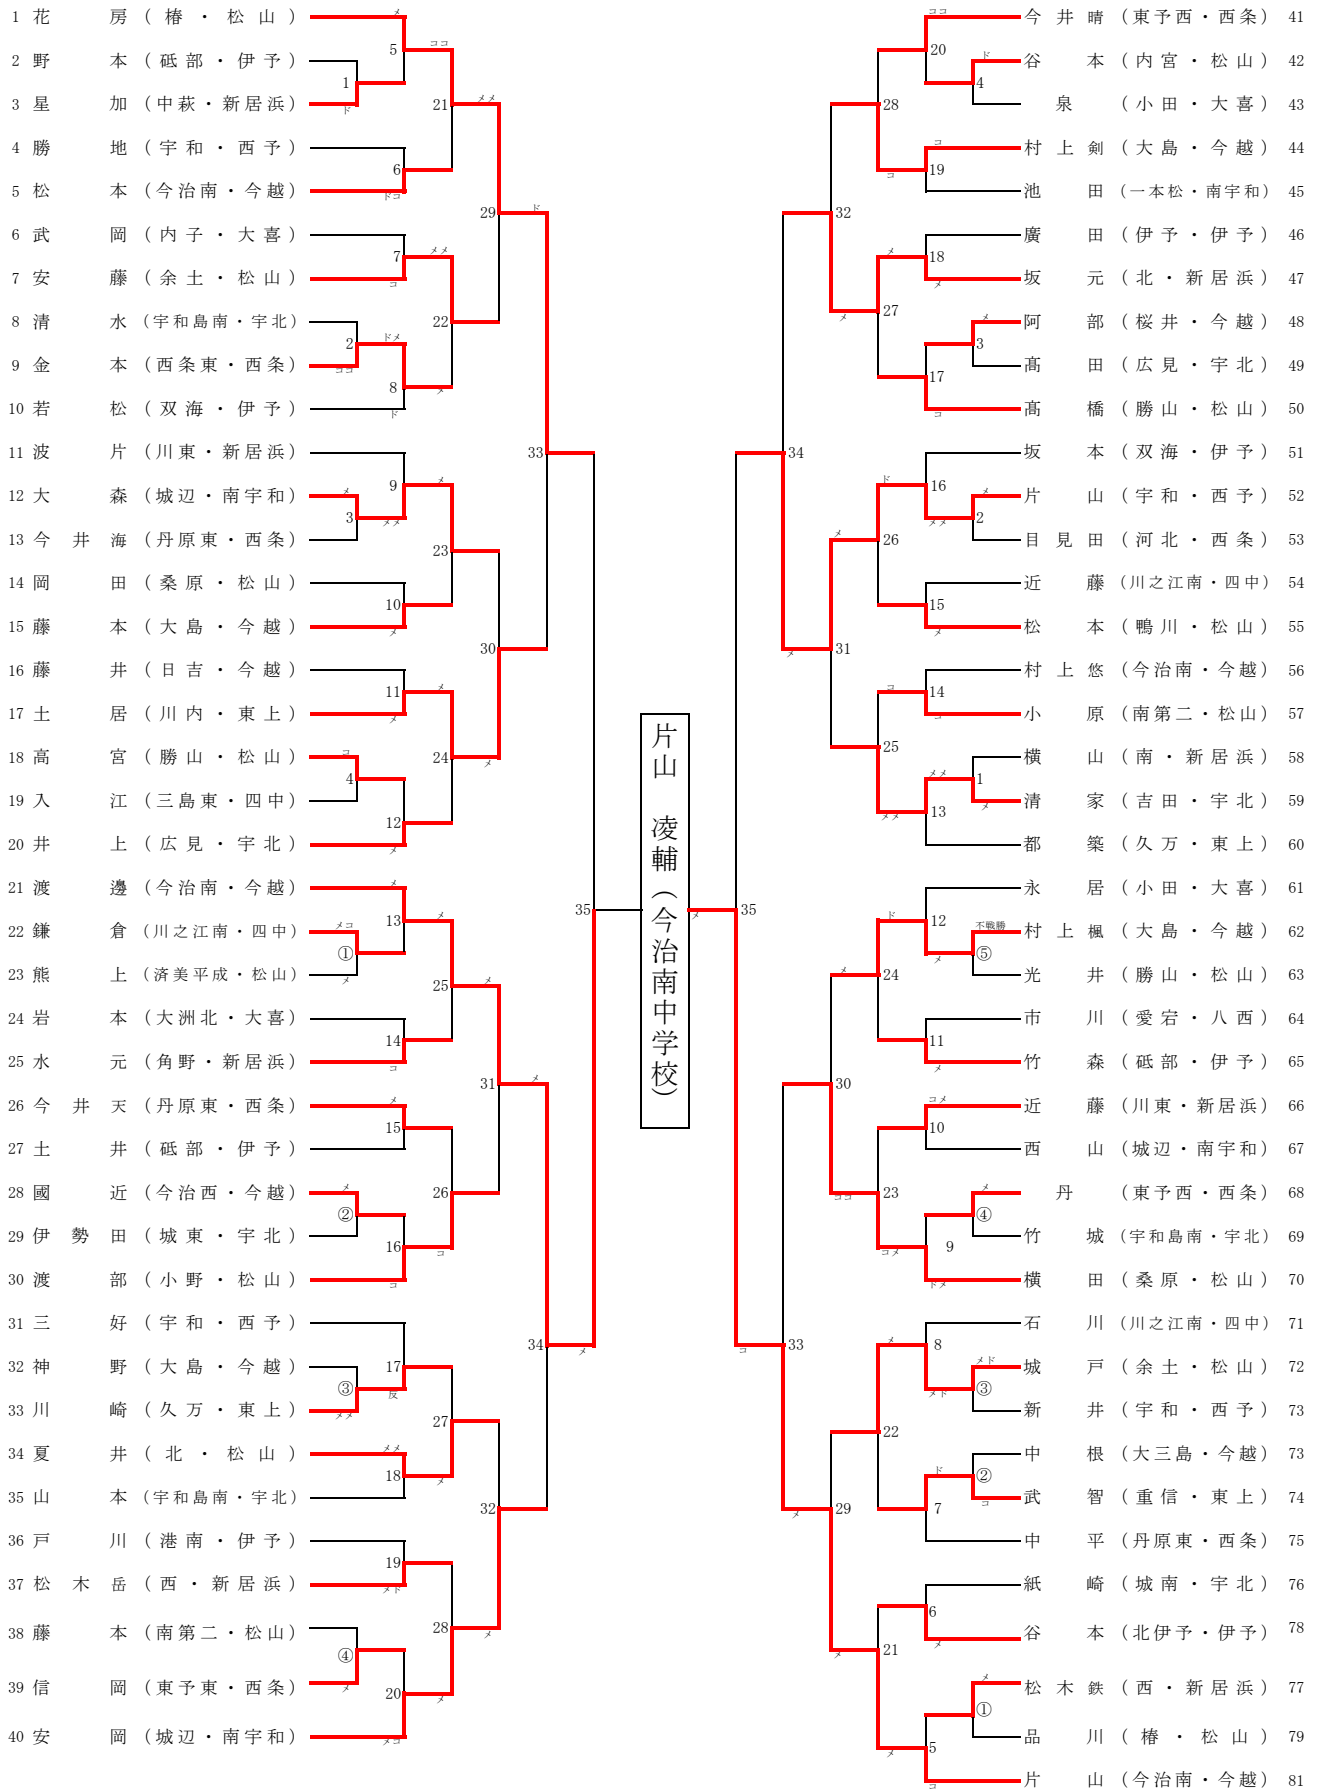 1 花房（椿・松山）
2 野本（砥部・伊予）
3 星加（中萩・新居浜）
4 勝地（宇和・西予）
5 松本（今治南・今越）
6 武岡（内子・大喜）
7 安藤（余土・松山）
8 清水（宇和島南・宇北）
9 金本（西条東・西条）
10 若松（双海・伊予）
11 波片（川東・新居浜）
12 大森（城辺・南宇和）
13 今井海（丹原東・西条）
14 岡田（桑原・松山）
15 藤本（大島・今越）
16 藤井（日吉・今越）
17 土居（川内・東上）
18 高宮（勝山・松山）
19 入江（三島東・四中）
20 井上（広見・宇北）
21 渡邊（今治南・今越）
22 鎌倉（川之江南・四中）
23 熊上（済美平成・松山）
24 岩本（大洲北・大喜）
25 水元（角野・新居浜）
26 今井天（丹原東・西条）
27 土井（砥部・伊予）
28 國近（今治西・今越）
29 伊勢田（城東・宇北）
30 渡部（小野・松山）
31 三好（宇和・西予）
32 神野（大島・今越）
33 川崎（久万・東上）
34 夏井（北・松山）
35 山本（宇和島南・宇北）
36 戸川（港南・伊予）
37 松木岳（西・新居浜）
38 藤本（南第二・松山）
39 信岡（東予東・西条）
40 安岡（城辺・南宇和）
片山　凌輔（今治南中学校）
今井晴（東予西・西条） 41
谷本（内宮・松山） 42
泉（小田・大喜） 43
村上剣（大島・今越） 44
池田（一本松・南宇和） 45
廣田（伊予・伊予） 46
坂元（北・新居浜） 47
阿部（桜井・今越） 48
髙田（広見・宇北） 49
髙橋（勝山・松山） 50
坂本（双海・伊予） 51
片山（宇和・西予） 52
目見田（河北・西条） 53
近藤（川之江南・四中） 54
松本（鴨川・松山） 55
村上悠（今治南・今越） 56
小原（南第二・松山） 57
横山（南・新居浜） 58
清家（吉田・宇北） 59
都築（久万・東上） 60
永居（小田・大喜） 61
不戦勝
村上楓（大島・今越） 62
光井（勝山・松山） 63
市川（愛宕・八西） 64
竹森（砥部・伊予） 65
近藤（川東・新居浜） 66
西山（城辺・南宇和） 67
丹（東予西・西条） 68
竹城（宇和島南・宇北） 69
横田（桑原・松山） 70
石川（川之江南・四中） 71
城戸（余土・松山） 72
新井（宇和・西予） 73
中根（大三島・今越） 73
武智（重信・東上） 74
中平（丹原東・西条） 75
紙崎（城南・宇北） 76
谷本（北伊予・伊予） 78
松木鉄（西・新居浜） 77
品川（椿・松山） 79
片山（今治南・今越） 81